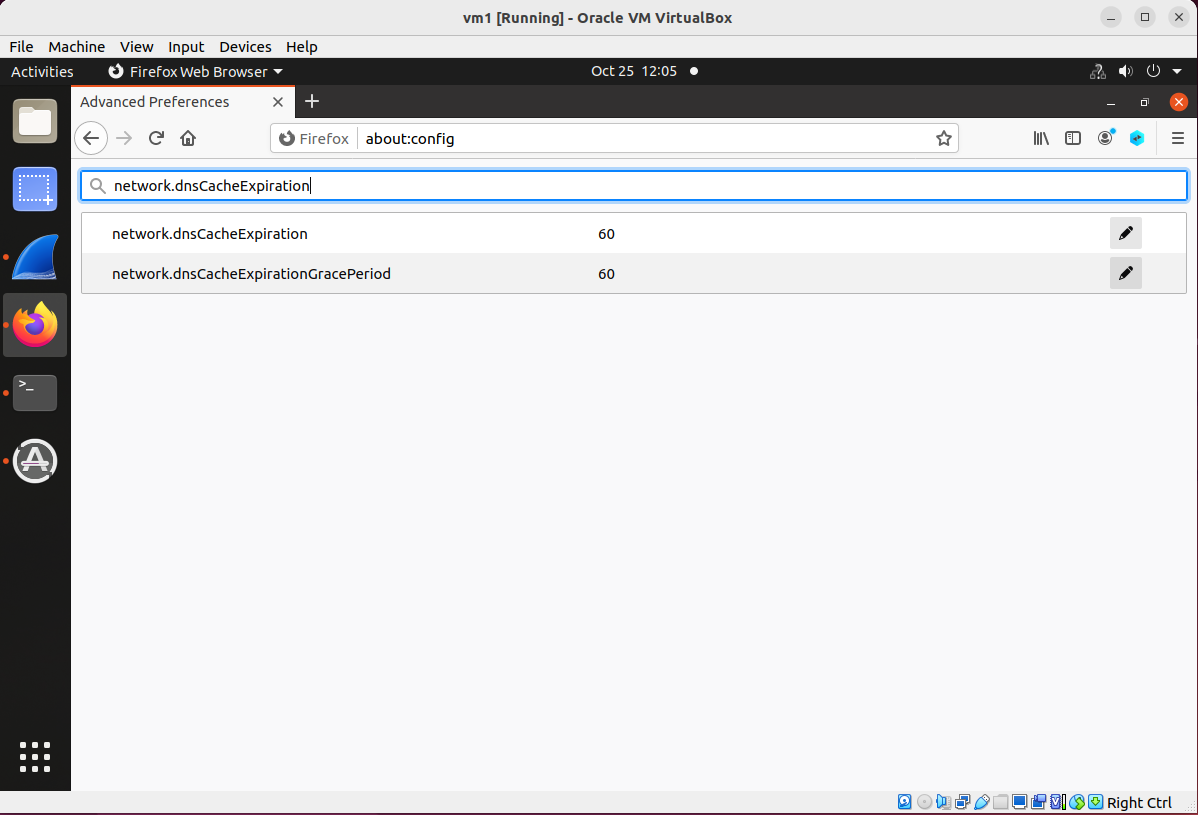 vm1 [Running] - Oracle VM VirtualBox
File Machine View Input Devices Help
Activities Firefox Web Browser Oct 25 12:05
Advanced Preferences
Firefox about:config
network.dnsCacheExpiration
network.dnsCacheExpiration 60
network.dnsCacheExpirationGracePeriod 60
>_
Right Ctrl